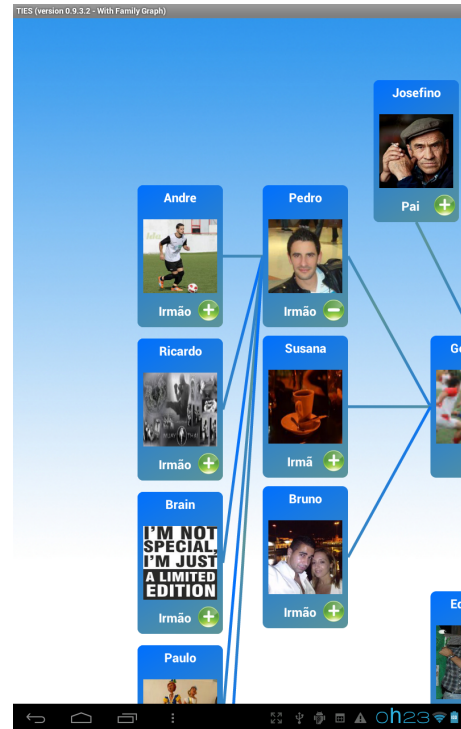 TIES (version 0.9.3.2 - With Family Graph)
Josefino
Pai
Andre
Irmão
Pedro
Irmão
Ricardo
Irmão
Susana
Irmã
Brain
I'M NOT
SPECIAL,
I'M JUST
A LIMITED
EDITION
Irmão
Bruno
Irmão
Paulo
0h23